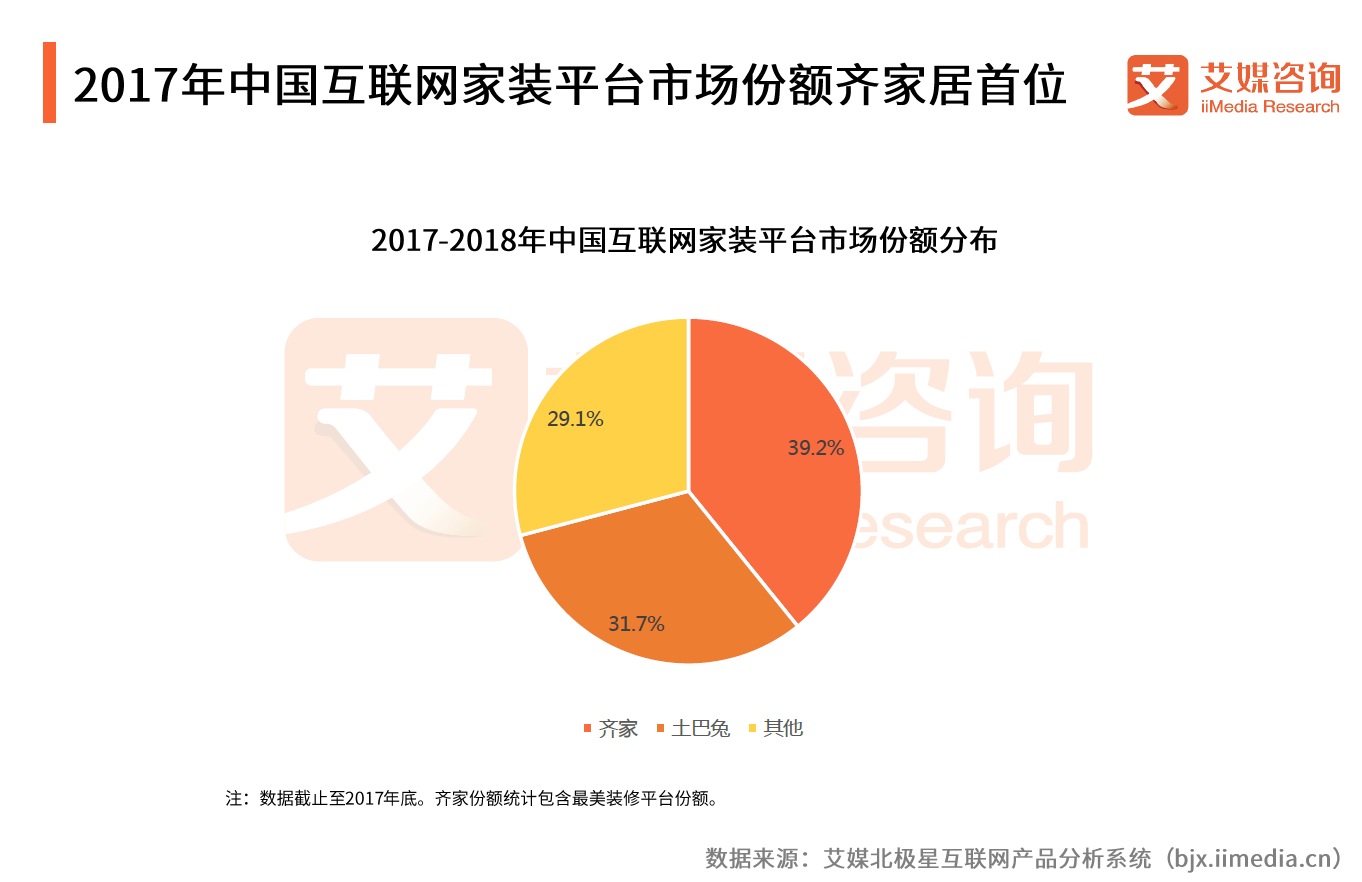 2017年中国互联网家装平台市场份额齐家居首位
艾媒咨询
iiMedia Research
2017-2018年中国互联网家装平台市场份额分布
29.1%
39.2%
31.7%
齐家 土巴兔 其他
注：数据截止至2017年底。齐家份额统计包含最美装修平台份额。
数据来源：艾媒北极星互联网产品分析系统（bjx.iimedia.cn）
艾 咨询
esearch